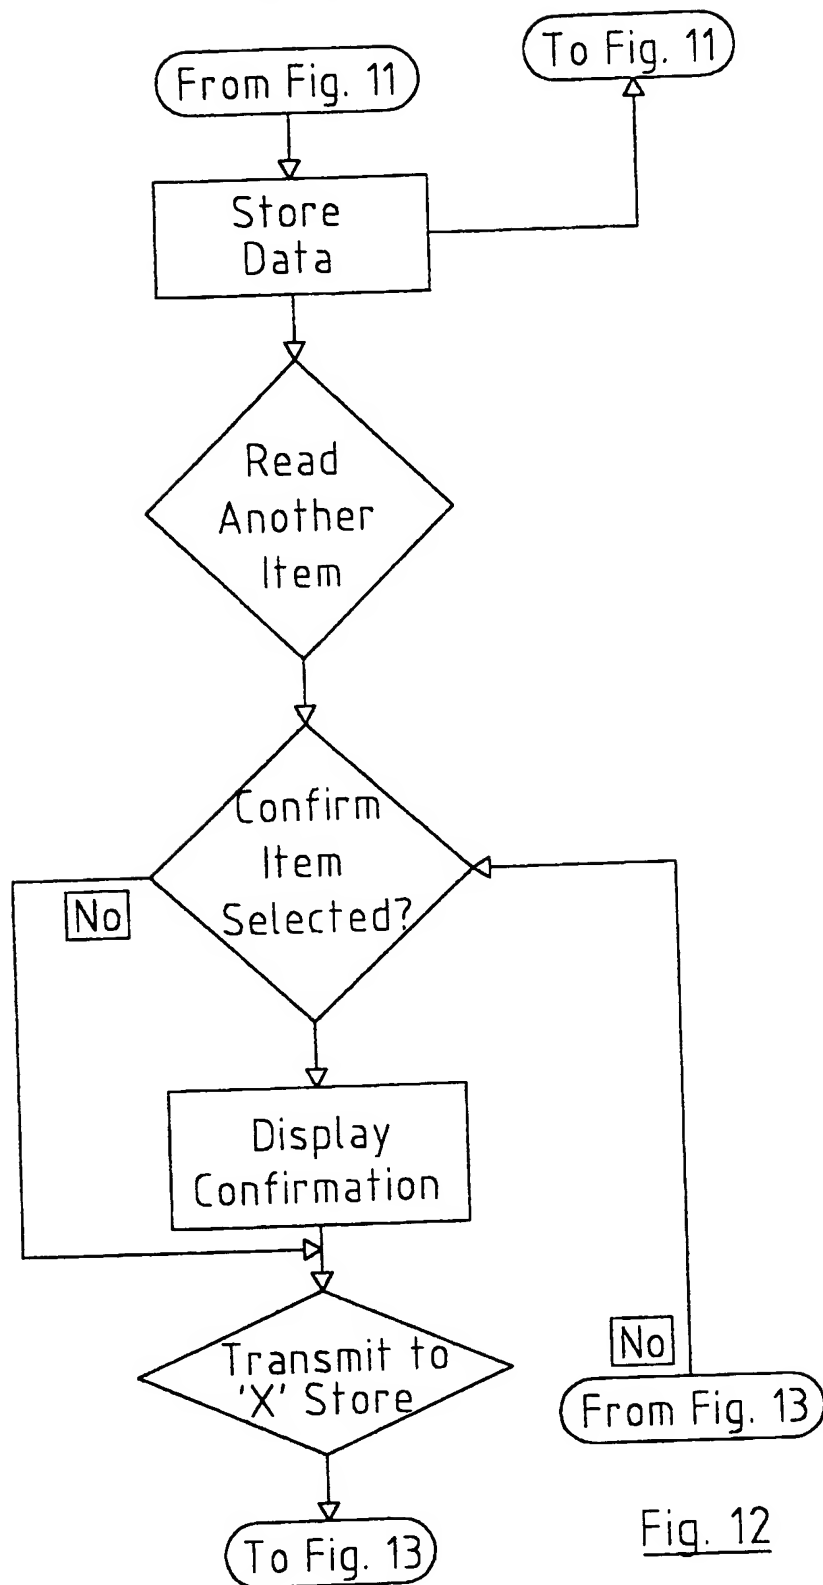 From Fig. 11
To Fig. 11
Store
Data
Read
Another
Item
Confirm
Item
Selected?
No
Display
Confirmation
Transmit to
'X' Store
No
From Fig. 13
To Fig. 13
Fig. 12